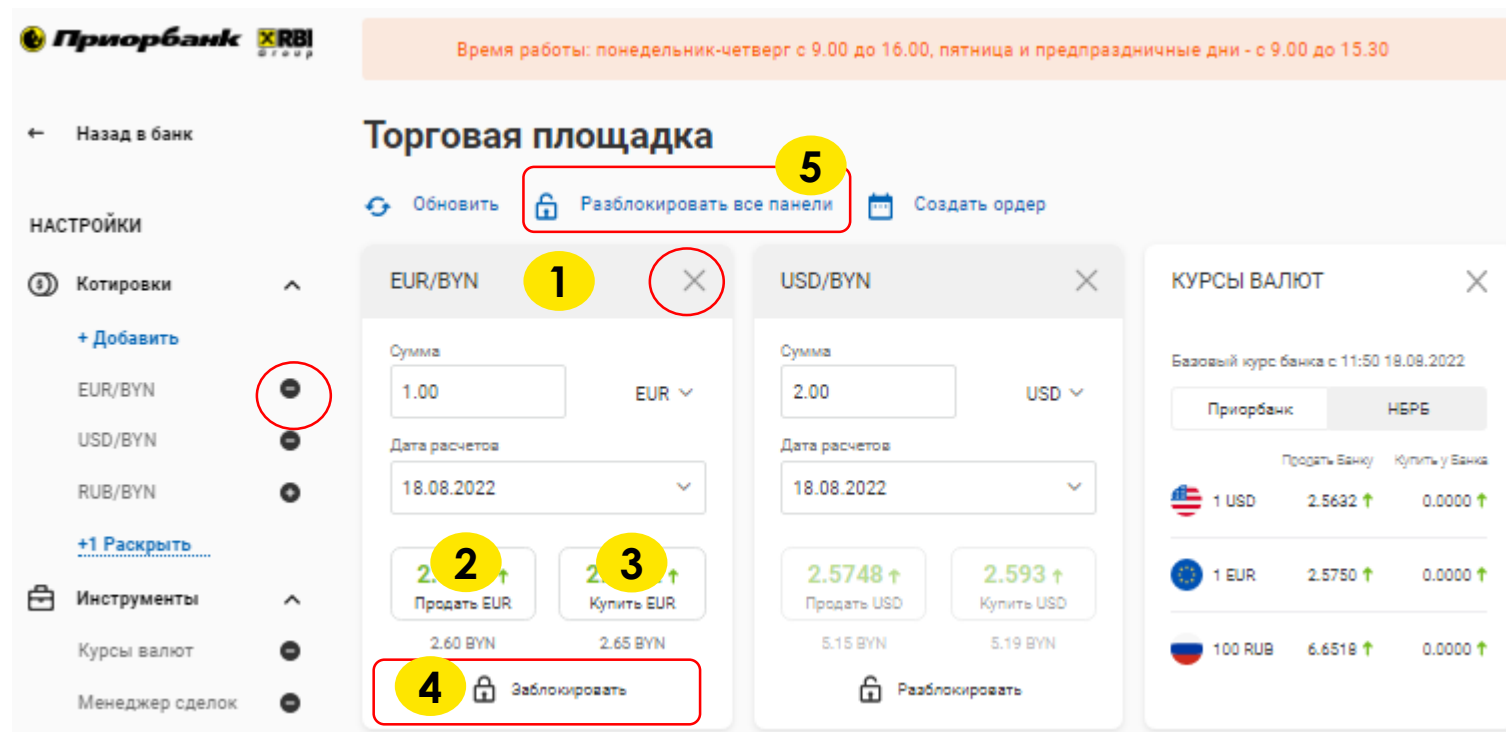 Приорбанк RBI Group
Время работы: понедельник-четверг с 9.00 до 16.00, пятница и предпраздничные дни - с 9.00 до 15.30
← Назад в банк
Торговая площадка
5
Обновить Разблокировать все панели Создать ордер
НАСТРОЙКИ
Котировки
+ Добавить
EUR/BYN
USD/BYN
RUB/BYN
+1 Раскрыть
Инструменты
Курсы валют
Менеджер сделок
EUR/BYN 1
Сумма
1.00 EUR
Дата расчетов
18.08.2022
2 3
Продать EUR Купить EUR
2.60 BYN 2.65 BYN
4 Заблокировать
USD/BYN
Сумма
2.00 USD
Дата расчетов
18.08.2022
2.5748 ↑ 2.593 ↑
Продать USD Купить USD
5.15 BYN 5.19 BYN
Разблокировать
КУРСЫ ВАЛЮТ
Базовый курс банка с 11:50 18.08.2022
Приорбанк НБРБ
Продать Банку Купить у Банка
1 USD 2.5632 ↑ 0.0000 ↑
1 EUR 2.5750 ↑ 0.0000 ↑
100 RUB 6.6518 ↑ 0.0000 ↑